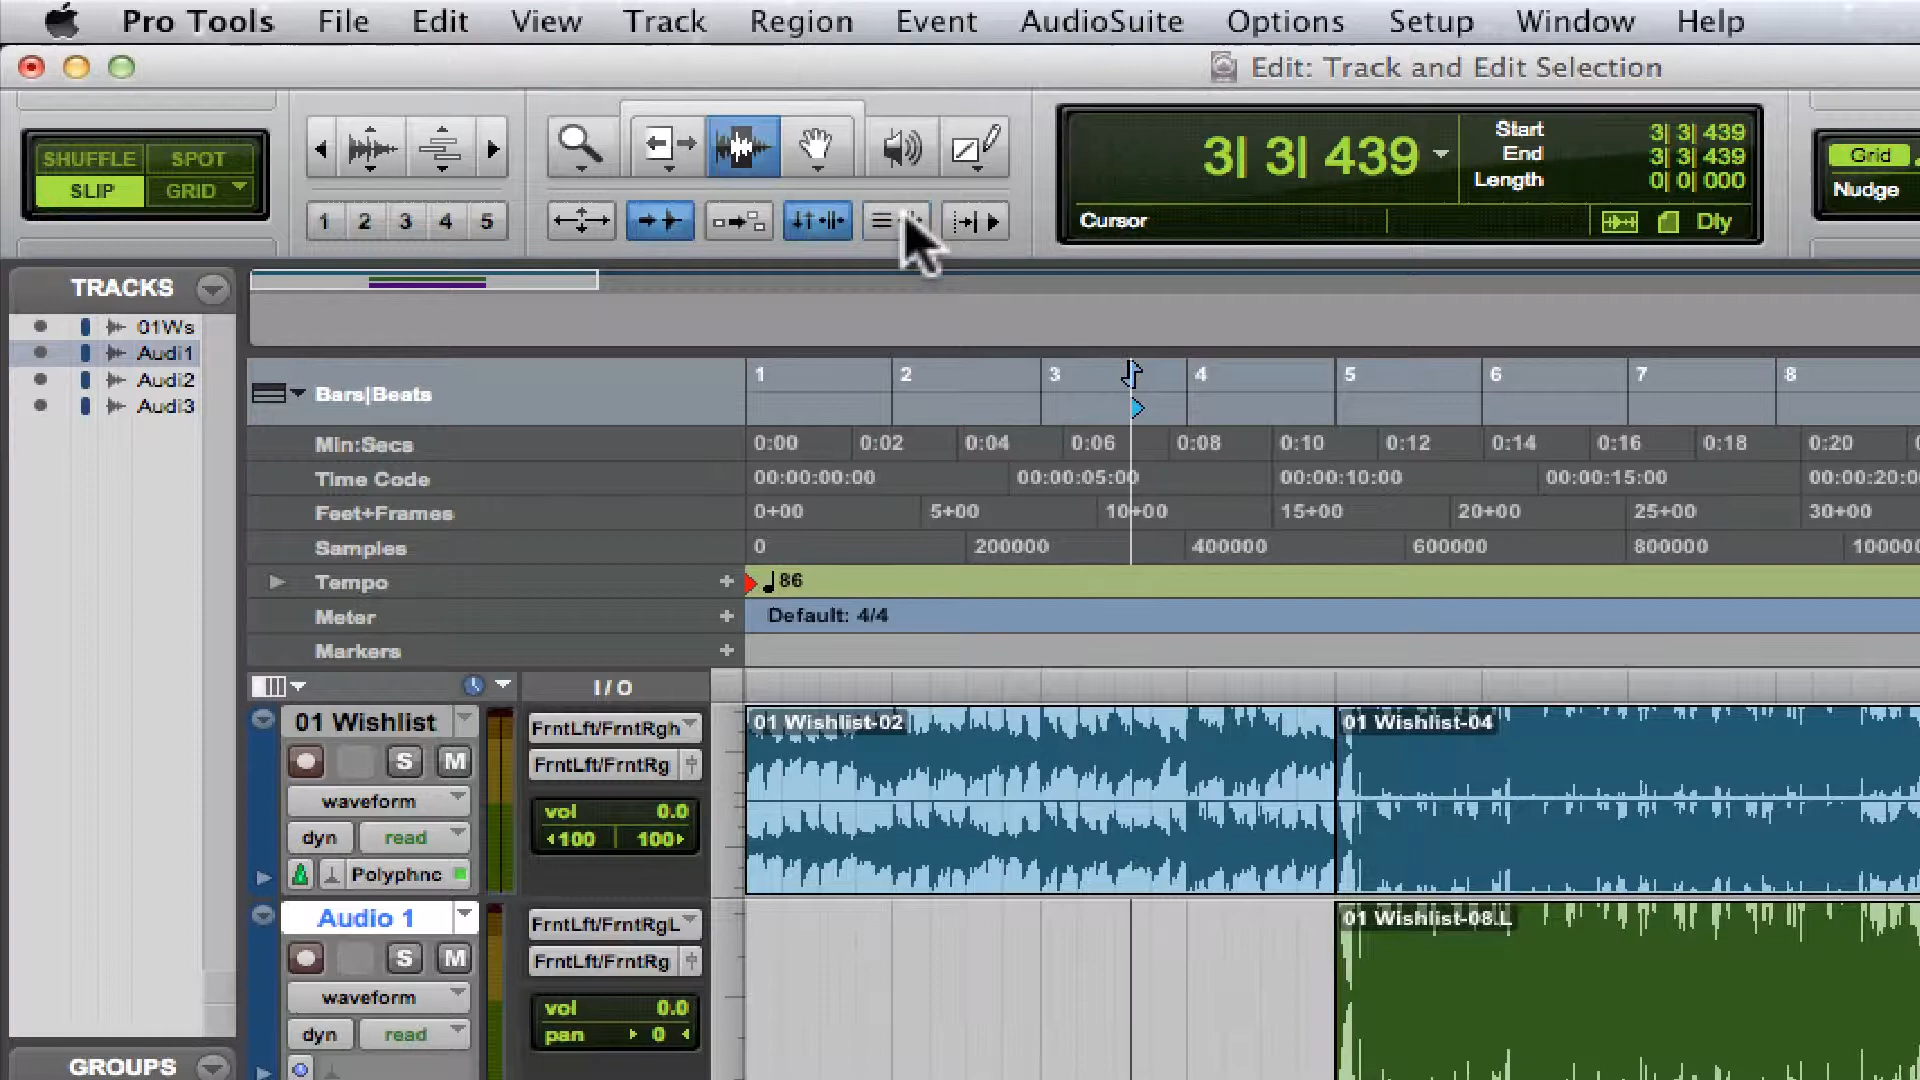 Pro Tools File Edit View Track Region Event AudioSuite Options Setup Window Help
Edit: Track and Edit Selection
SHUFFLE SPOT
SLIP GRID
1 2 3 4 5
3| 3| 439
Start 3| 3| 439
End 3| 3| 439
Length 0| 0| 000
Cursor Dly
Grid
Nudge
TRACKS
01Ws
Audi1
Audi2
Audi3
GROUPS
Bars|Beats 1 2 3 4 5 6 7 8
Min:Secs 0:00 0:02 0:04 0:06 0:08 0:10 0:12 0:14 0:16 0:18 0:20
Time Code 00:00:00:00 00:00:05:00 00:00:10:00 00:00:15:00 00:00:20:0
Feet+Frames 0+00 5+00 10+00 15+00 20+00 25+00 30+00
Samples 0 200000 400000 600000 800000 100000
Tempo + 86
Meter + Default: 4/4
Markers +
I/O
01 Wishlist FrntLft/FrntRgh 01 Wishlist-02 01 Wishlist-04
S M FrntLft/FrntRg
waveform vol 0.0
dyn read 100 100
Polyphnc
Audio 1 FrntLft/FrntRgL 01 Wishlist-08.L
S M FrntLft/FrntRg
waveform vol 0.0
dyn read pan 0